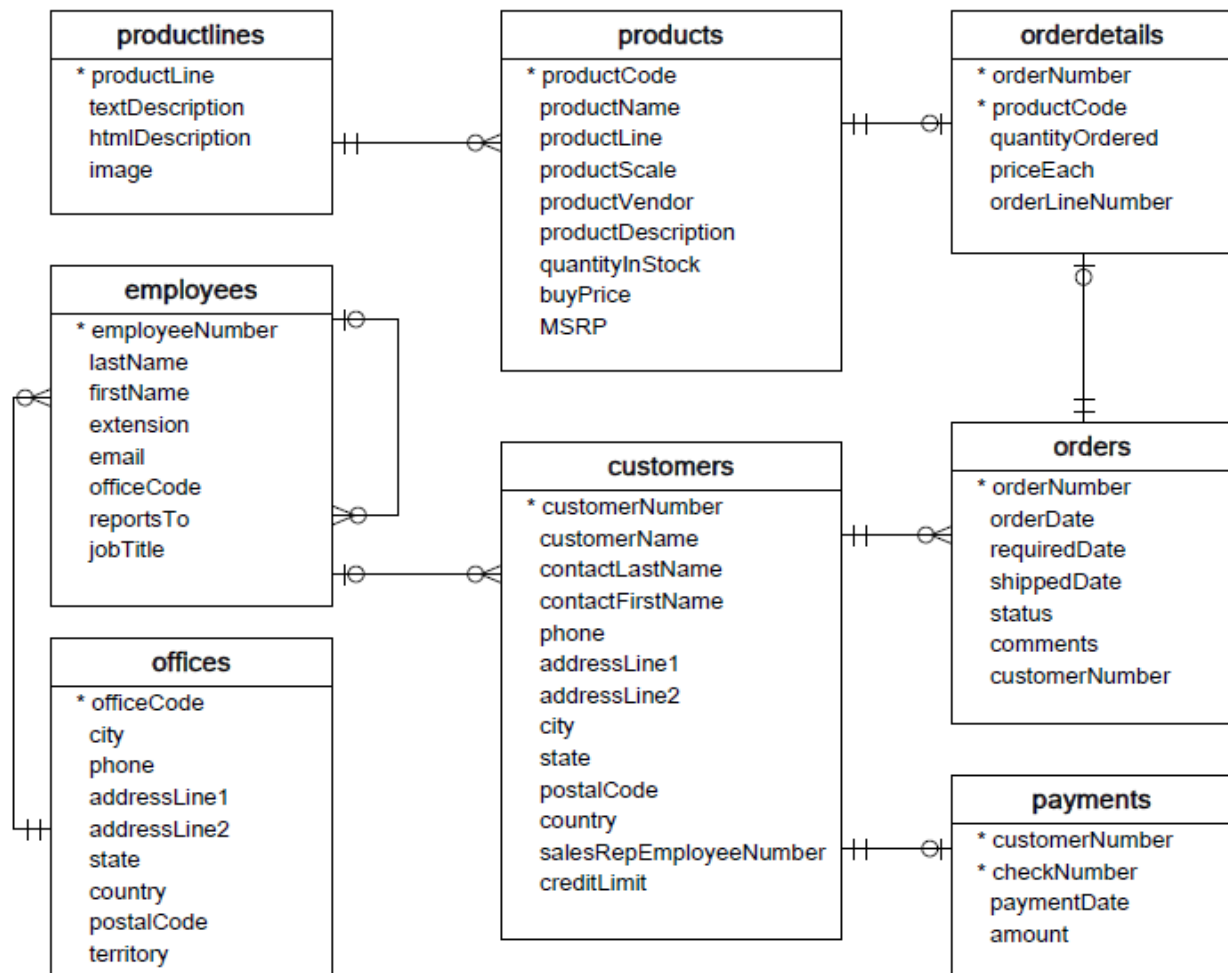 productlines
* productLine
textDescription
htmlDescription
image
products
* productCode
productName
productLine
productScale
productVendor
productDescription
quantityInStock
buyPrice
MSRP
orderdetails
* orderNumber
* productCode
quantityOrdered
priceEach
orderLineNumber
employees
* employeeNumber
lastName
firstName
extension
email
officeCode
reportsTo
jobTitle
customers
* customerNumber
customerName
contactLastName
contactFirstName
phone
addressLine1
addressLine2
city
state
postalCode
country
salesRepEmployeeNumber
creditLimit
orders
* orderNumber
orderDate
requiredDate
shippedDate
status
comments
customerNumber
offices
* officeCode
city
phone
addressLine1
addressLine2
state
country
postalCode
territory
payments
* customerNumber
* checkNumber
paymentDate
amount